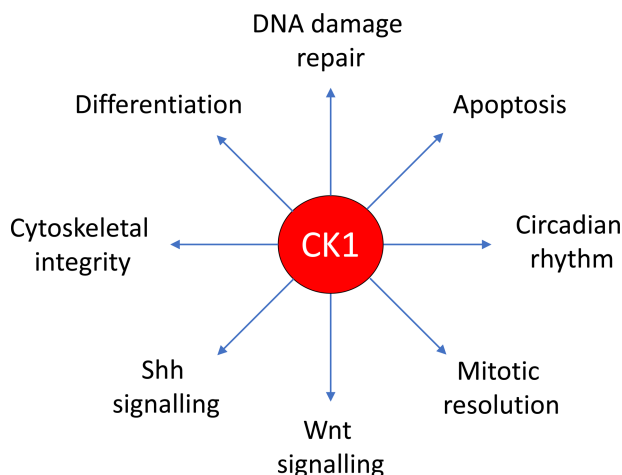 DNA damage
repair
Differentiation
Apoptosis
Cytoskeletal
integrity
CK1
Circadian
rhythm
Shh
signalling
Mitotic
resolution
Wnt
signalling